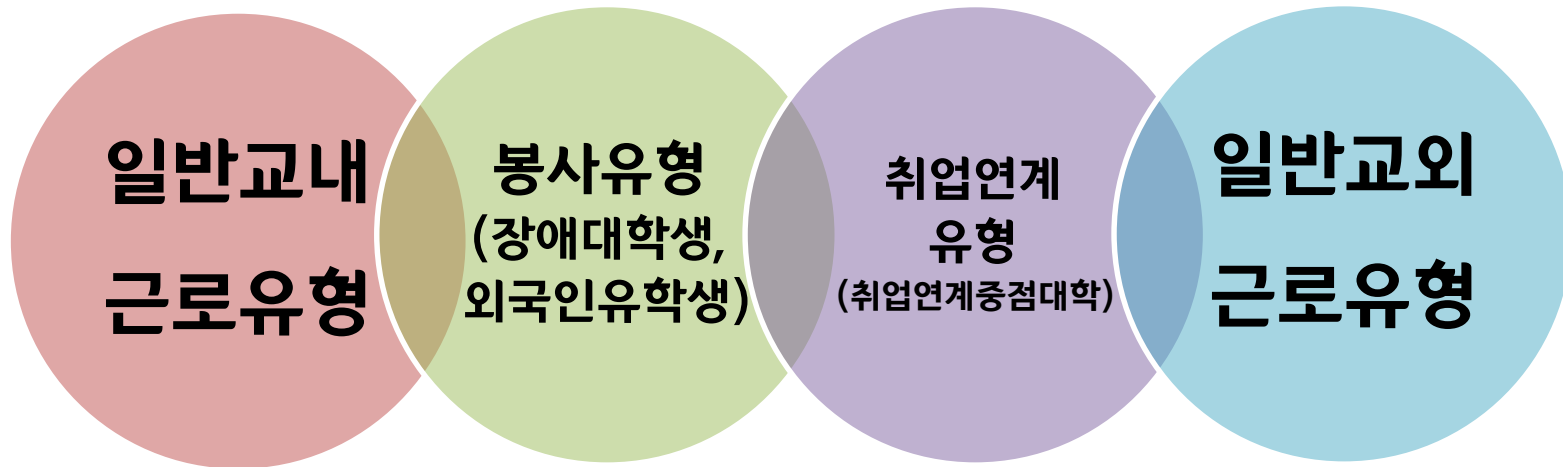 일반교내
근로유형
봉사유형
(장애대학생,
외국인유학생)
취업연계
유형
(취업연계중점대학)
일반교외
근로유형